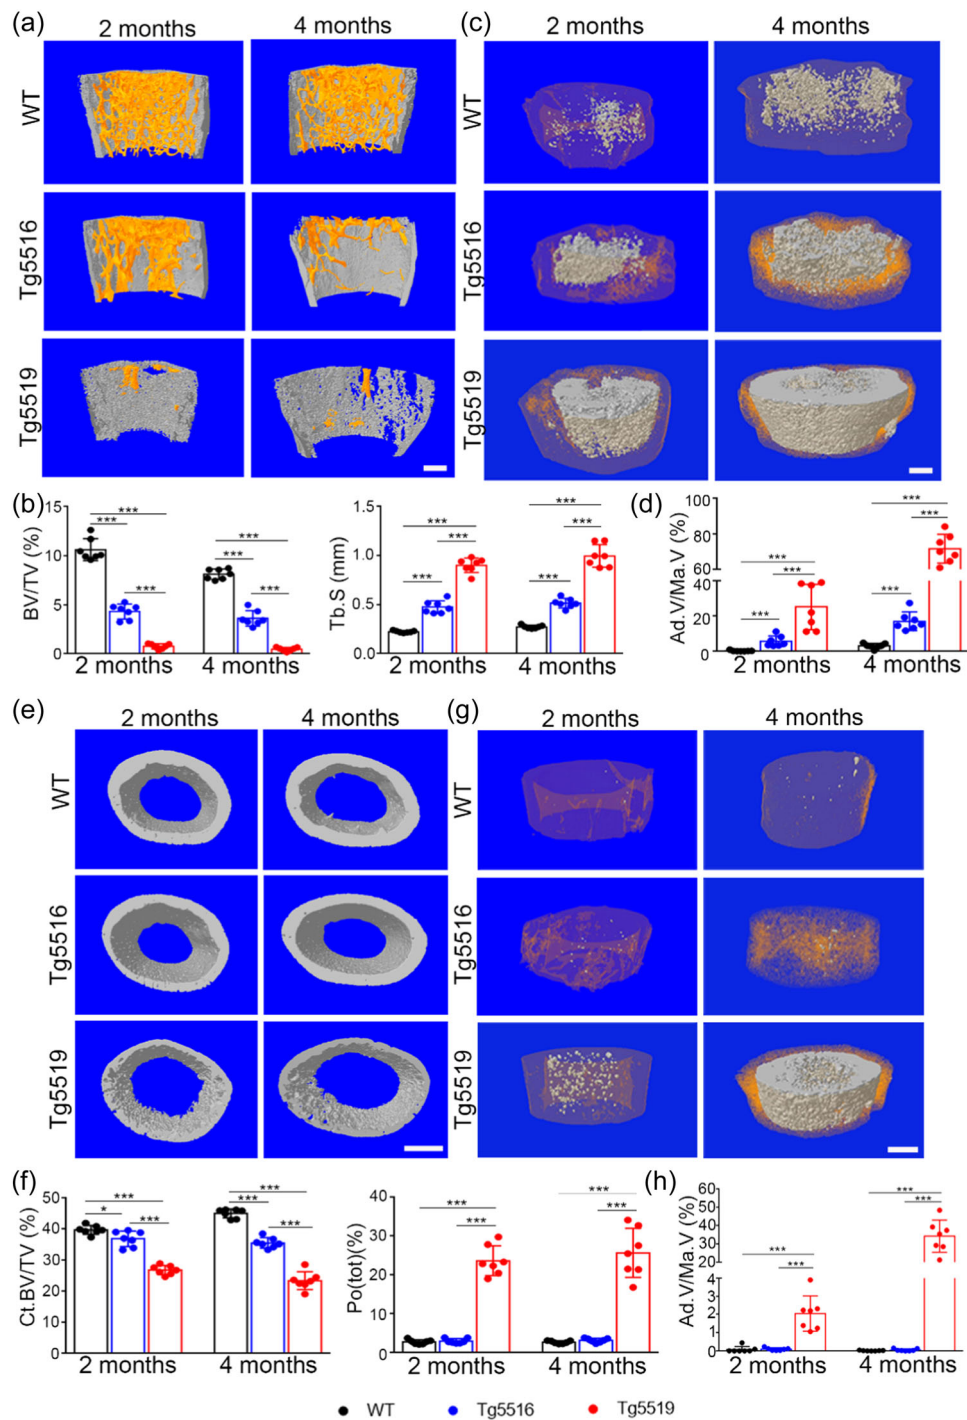 (a)
2 months
4 months
(c)
2 months
4 months
WT
WT
Tg5516
Tg5516
Tg5519
Tg5519
(b)
BV/TV (%)
15
10
5
0
***
***
***
***
***
***
2 months
4 months
Tb.S (mm)
1.5
1.0
0.5
0.0
***
***
***
***
***
***
2 months
4 months
(d)
Ad.V/Ma.V (%)
100
80
60
40
20
0
***
***
***
***
***
***
2 months
4 months
(e)
2 months
4 months
(g)
2 months
4 months
WT
WT
Tg5516
Tg5516
Tg5519
Tg5519
(f)
Ct.BV/TV (%)
50
40
30
20
10
0
***
*
***
***
***
***
2 months
4 months
Po(tot)(%)
40
30
20
10
0
***
***
***
***
2 months
4 months
(h)
Ad.V/Ma.V (%)
60
50
40
30
20
10
4
3
2
1
0
***
***
***
***
2 months
4 months
WT
Tg5516
Tg5519